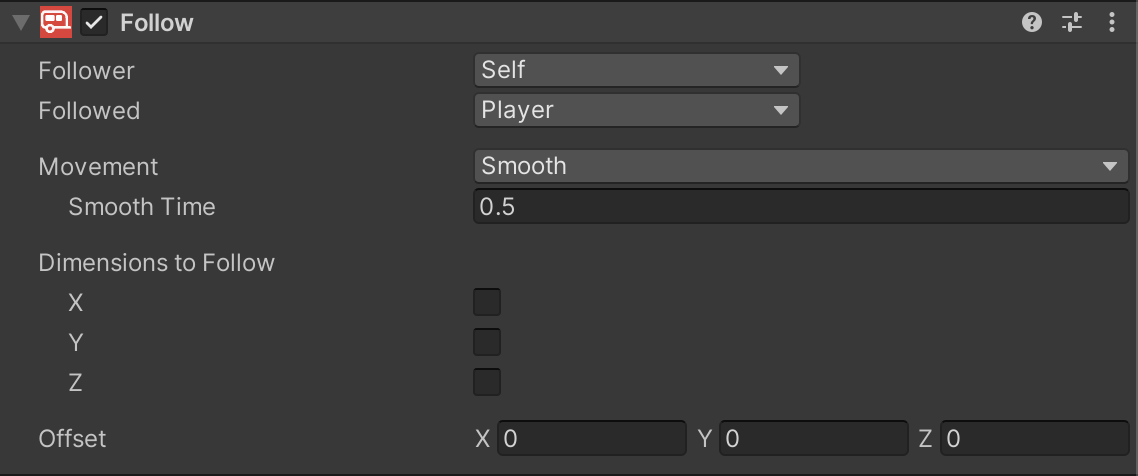 Follow
Follower Self
Followed Player
Movement Smooth
Smooth Time 0.5
Dimensions to Follow
X
Y
Z
Offset X 0 Y 0 Z 0